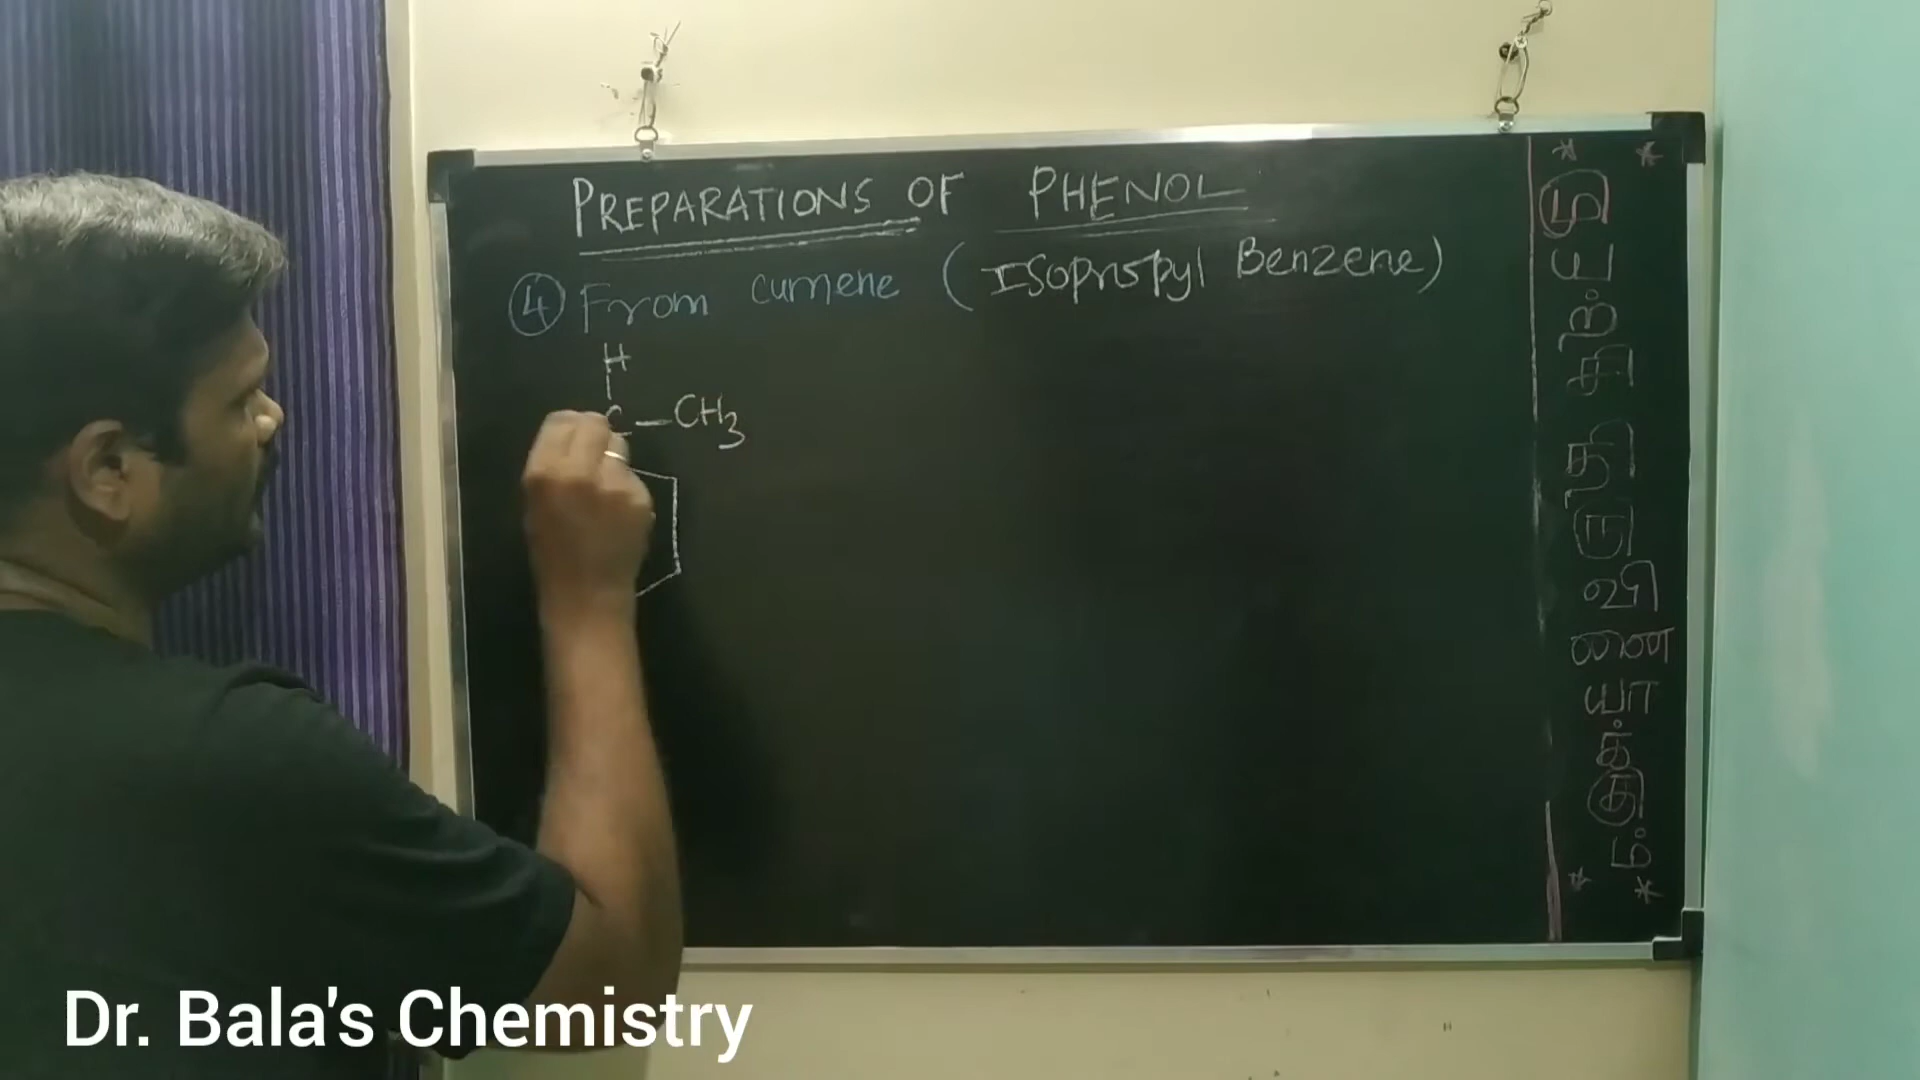 PREPARATIONS OF PHENOL
④ From cumene (Isopropyl Benzene)
H
C—CH3
Dr. Bala's Chemistry